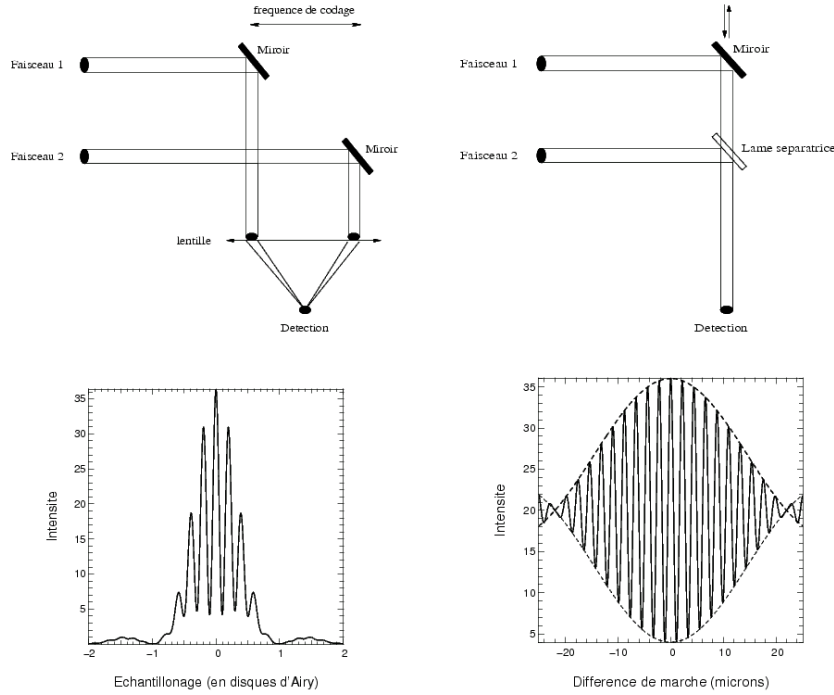 frequence de codage
Miroir
Faisceau 1
Faisceau 2
Miroir
lentille
Detection
Miroir
Faisceau 1
Faisceau 2
Lame separatrice
Detection
35
30
25
20
15
10
5
-2 -1 0 1 2
Intensite
Echantillonage (en disques d'Airy)
35
30
25
20
15
10
5
-20 -10 0 10 20
Intensite
Difference de marche (microns)